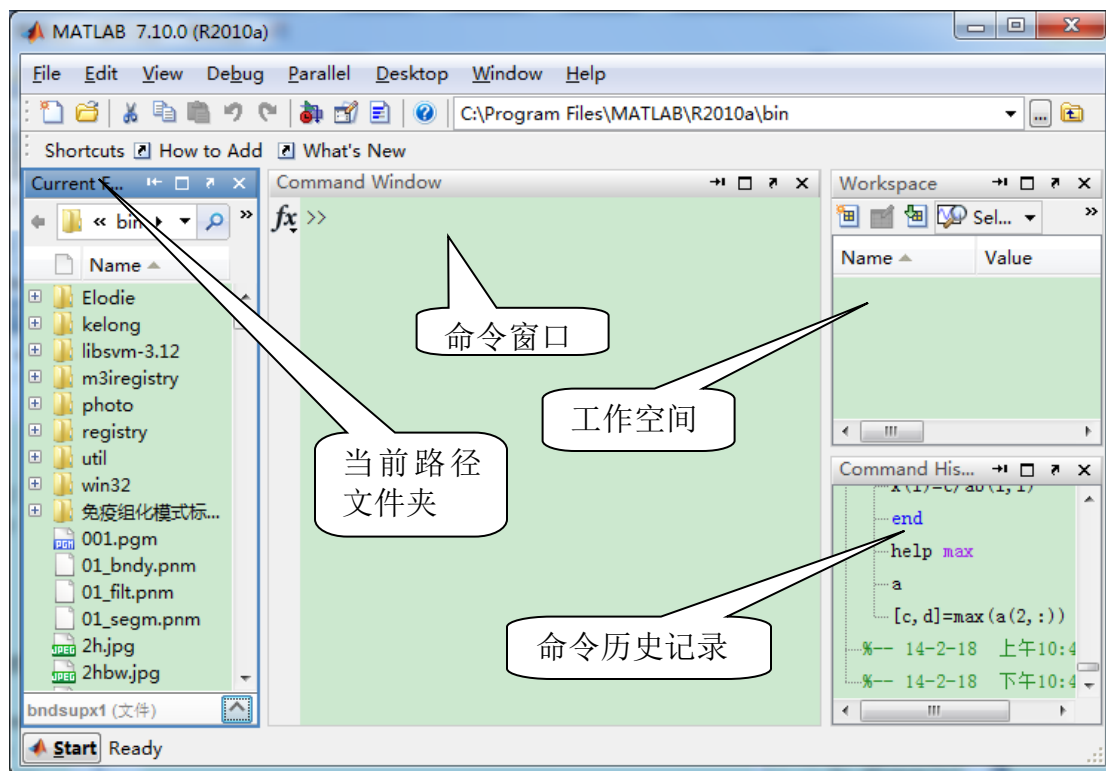 MATLAB 7.10.0 (R2010a)
File Edit View Debug Parallel Desktop Window Help
C:\Program Files\MATLAB\R2010a\bin
Shortcuts How to Add What's New
Current F...
« bin
»
Name
Elodie
kelong
libsvm-3.12
m3iregistry
photo
registry
util
win32
免疫组化模式标...
001.pgm
01_bndy.pnm
01_filt.pnm
01_segm.pnm
2h.jpg
2hbw.jpg
bndsupx1 (文件)
Command Window
fx >>
命令窗口
工作空间
当前路径
文件夹
命令历史记录
Workspace
Sel...
»
Name Value
Command His...
x(1)=c/ab(1,1)
end
help max
a
[c,d]=max(a(2,:))
%-- 14-2-18 上午10:4
%-- 14-2-18 下午10:4
Start Ready